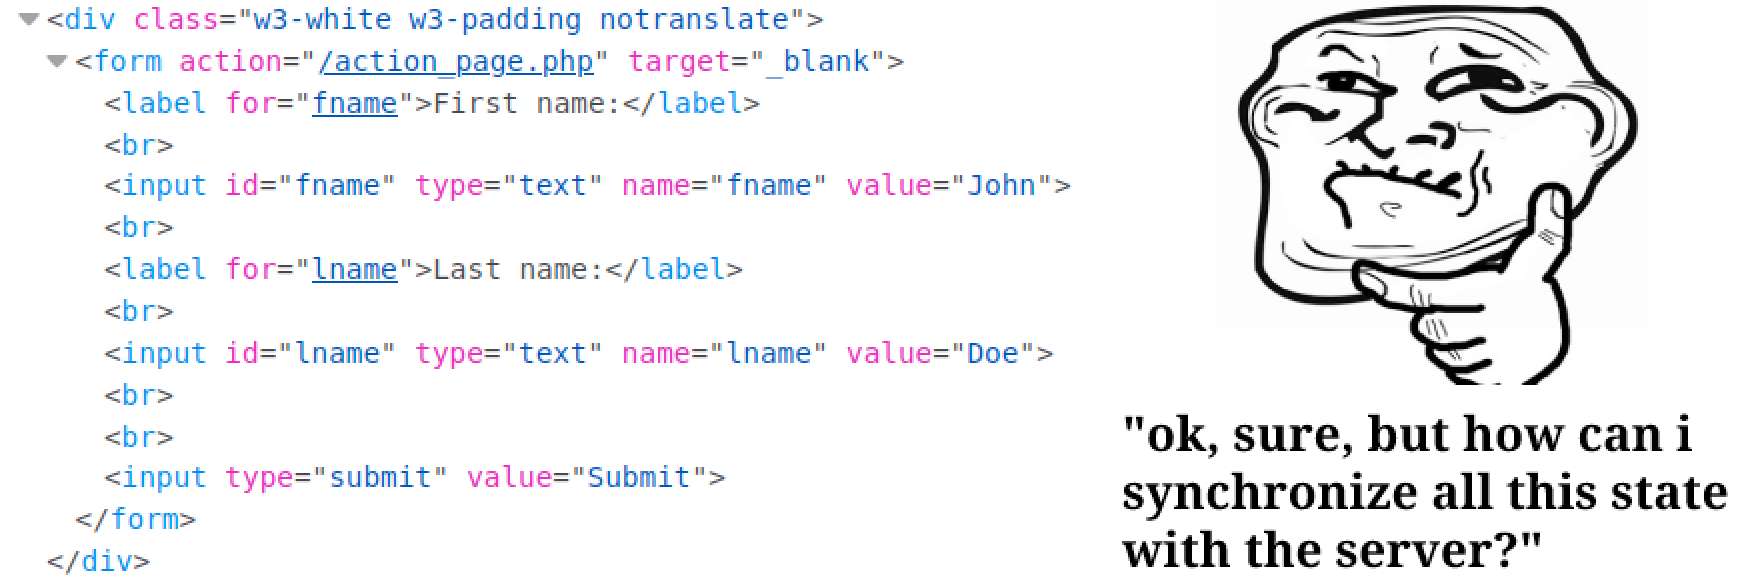 <div class="w3-white w3-padding notranslate">
<form action="/action_page.php" target="_blank">
<label for="fname">First name:</label>
<br>
<input id="fname" type="text" name="fname" value="John">
<br>
<label for="lname">Last name:</label>
<br>
<input id="lname" type="text" name="lname" value="Doe">
<br>
<br>
<input type="submit" value="Submit">
</form>
</div>
"ok, sure, but how can i
synchronize all this state
with the server?"